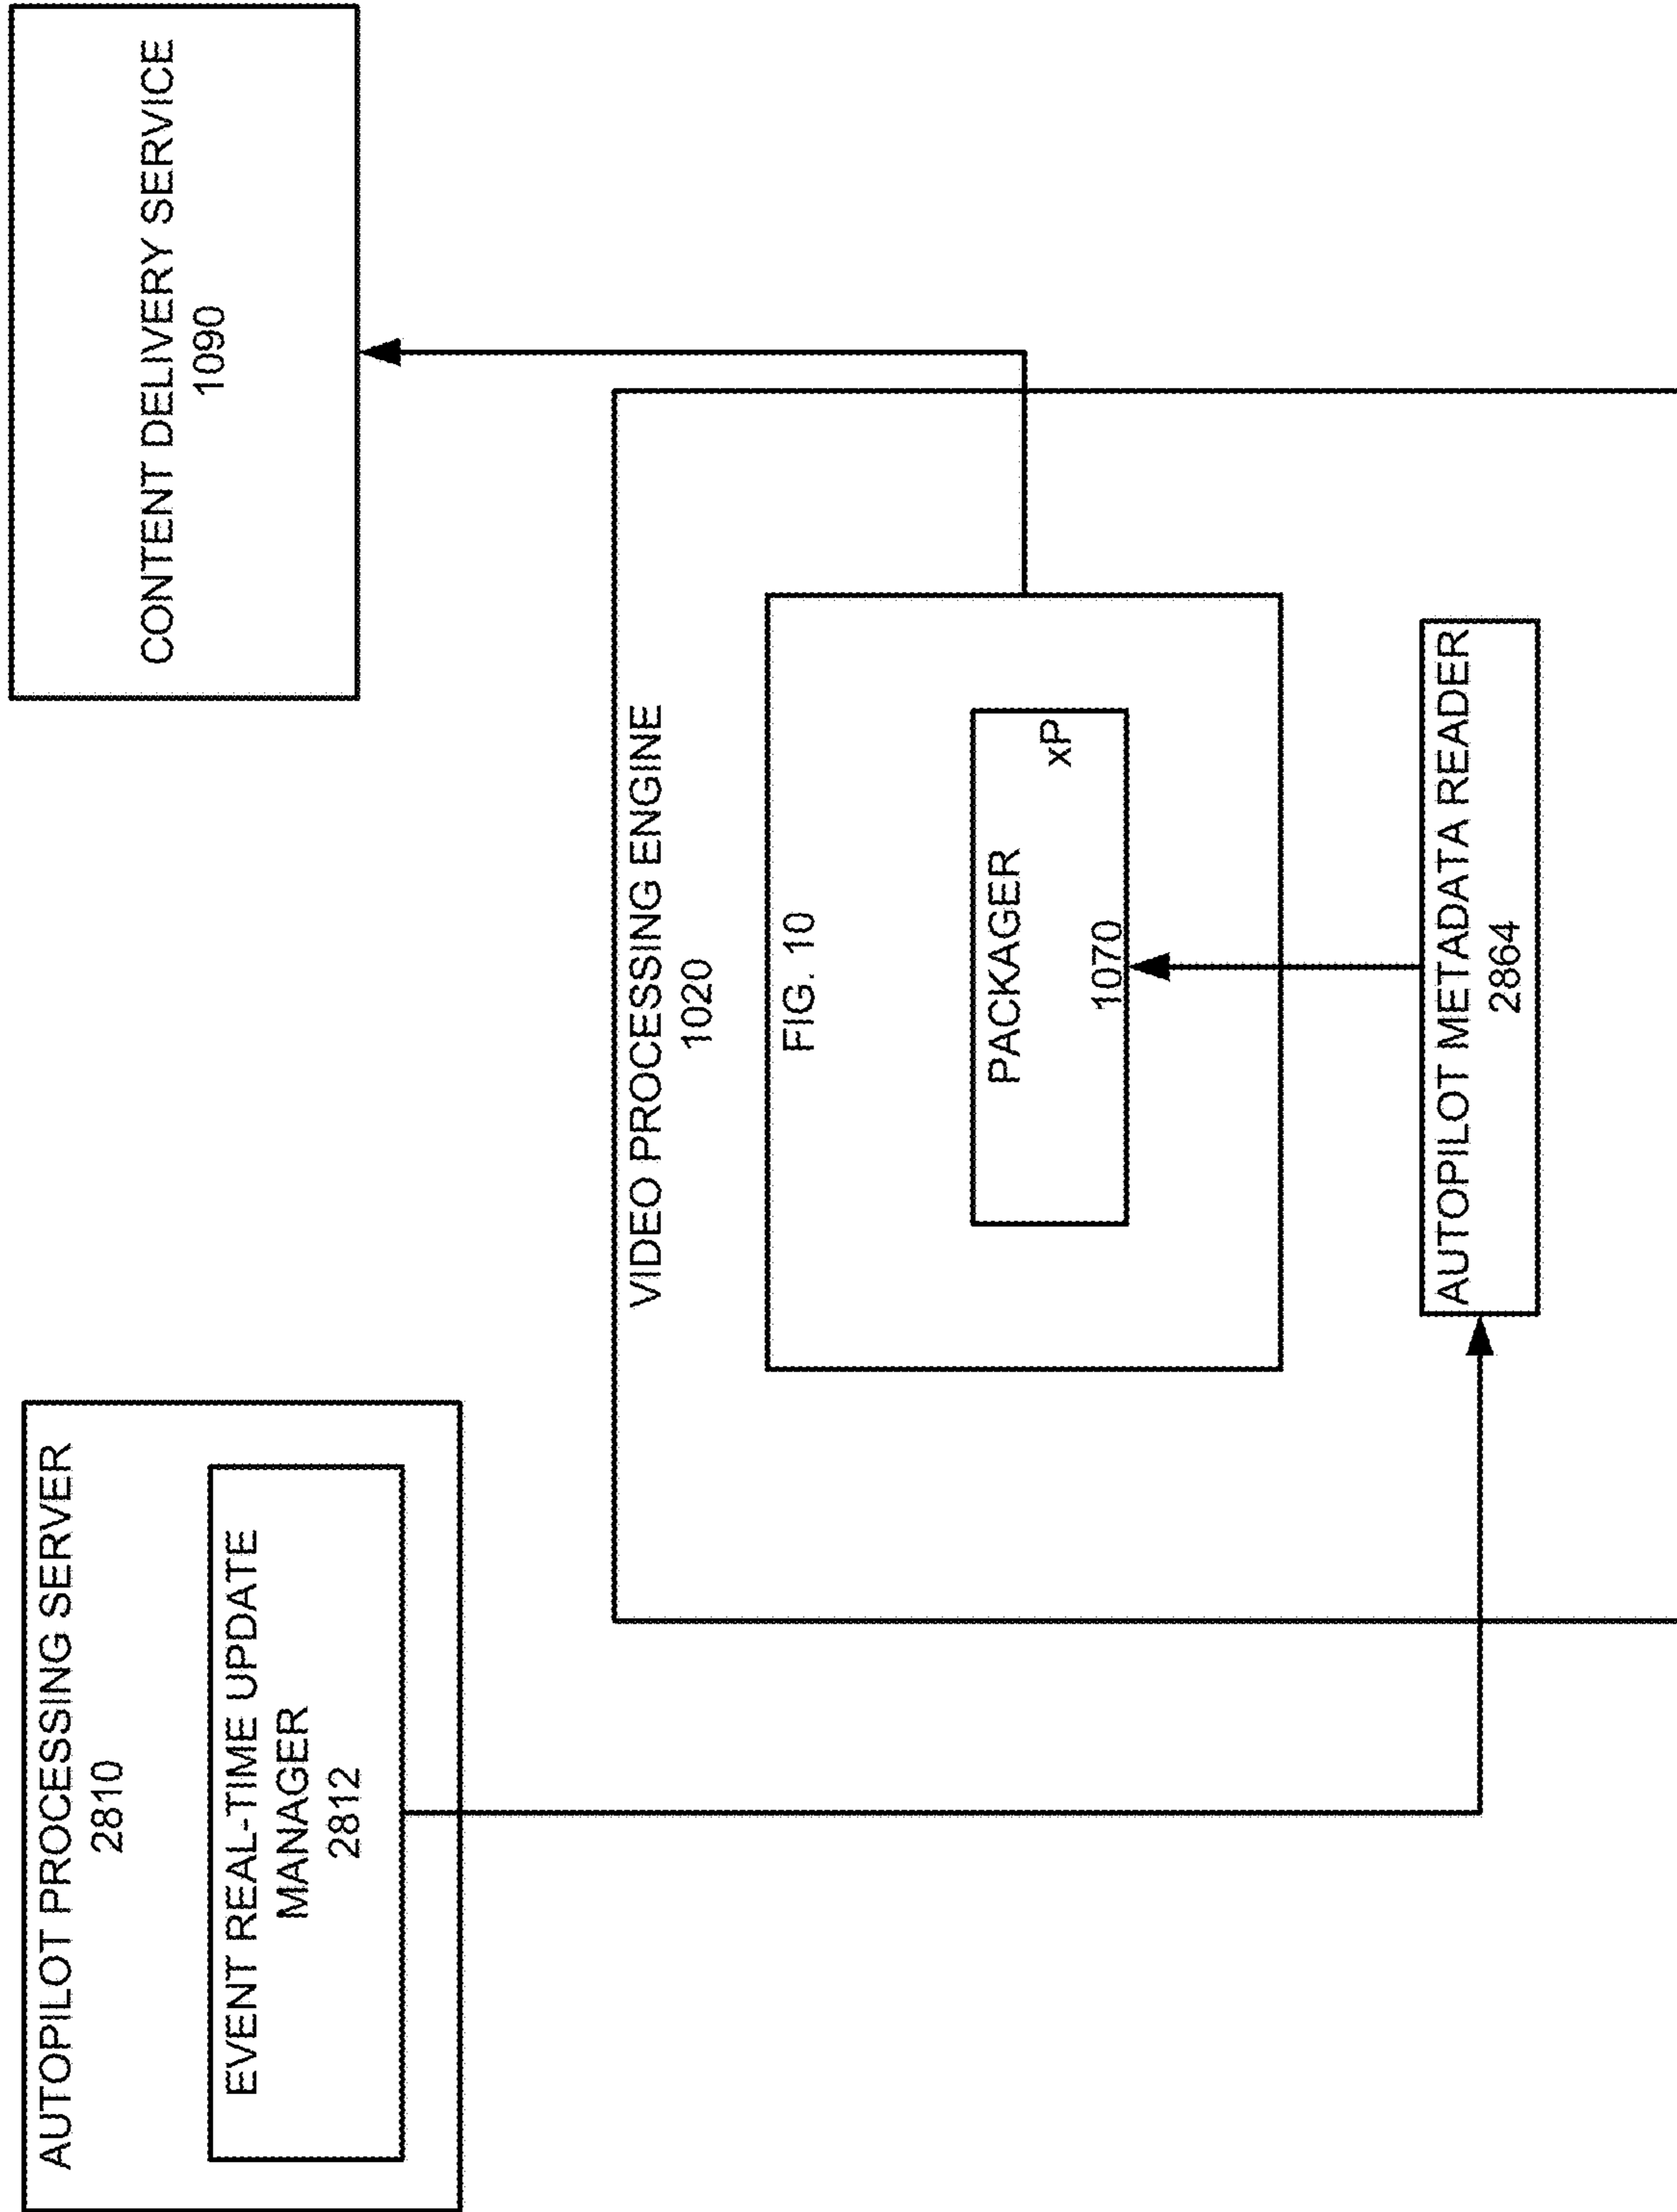 AUTOPILOT PROCESSING SERVER
2810
EVENT REAL-TIME UPDATE
MANAGER
2812
CONTENT DELIVERY SERVICE
1090
VIDEO PROCESSING ENGINE
1020
FIG. 10
PACKAGER
xP
1070
AUTOPILOT METADATA READER
2864